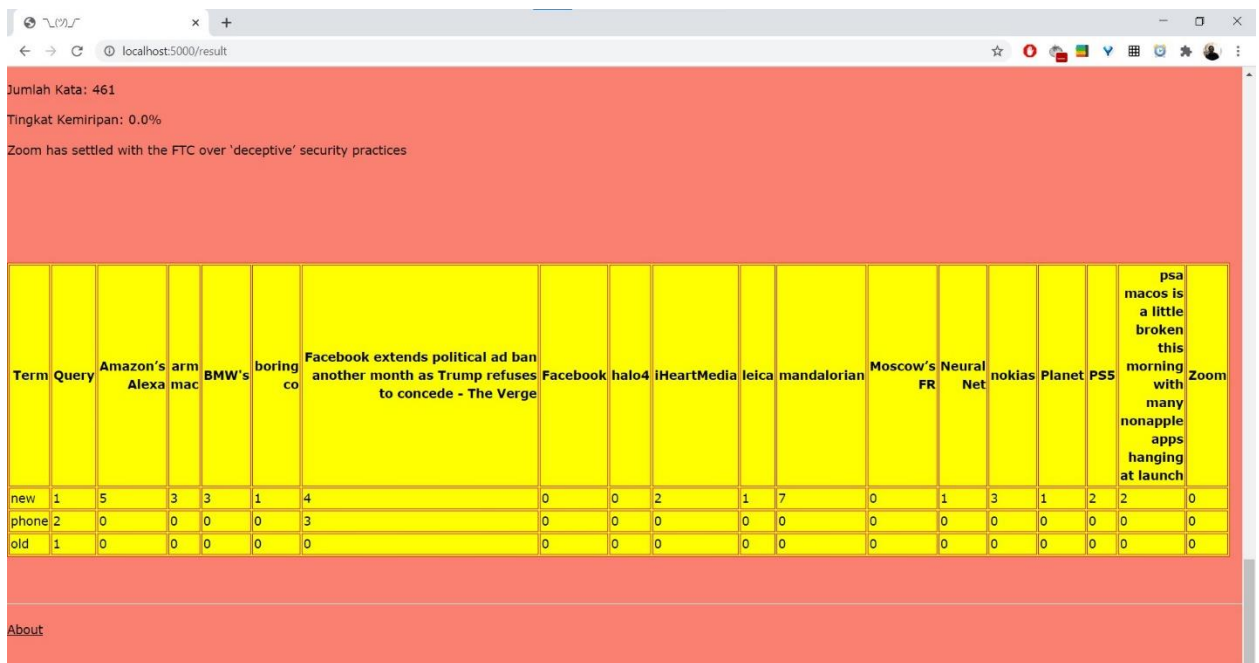 ¯\_(ツ)_/¯
localhost:5000/result
Jumlah Kata: 461
Tingkat Kemiripan: 0.0%
Zoom has settled with the FTC over ‘deceptive’ security practices
Term Query Amazon’s Alexa arm mac BMW's boring co Facebook extends political ad ban another month as Trump refuses to concede - The Verge Facebook halo4 iHeartMedia leica mandalorian Moscow’s FR Neural Net nokias Planet PS5 psa macos is a little broken this morning with many nonapple apps hanging at launch Zoom
new 1 5 3 3 1 4 0 0 2 1 7 0 1 3 1 2 2 0
phone 2 0 0 0 0 3 0 0 0 0 0 0 0 0 0 0 0 0
old 1 0 0 0 0 0 0 0 0 0 0 0 0 0 0 0 0 0
About